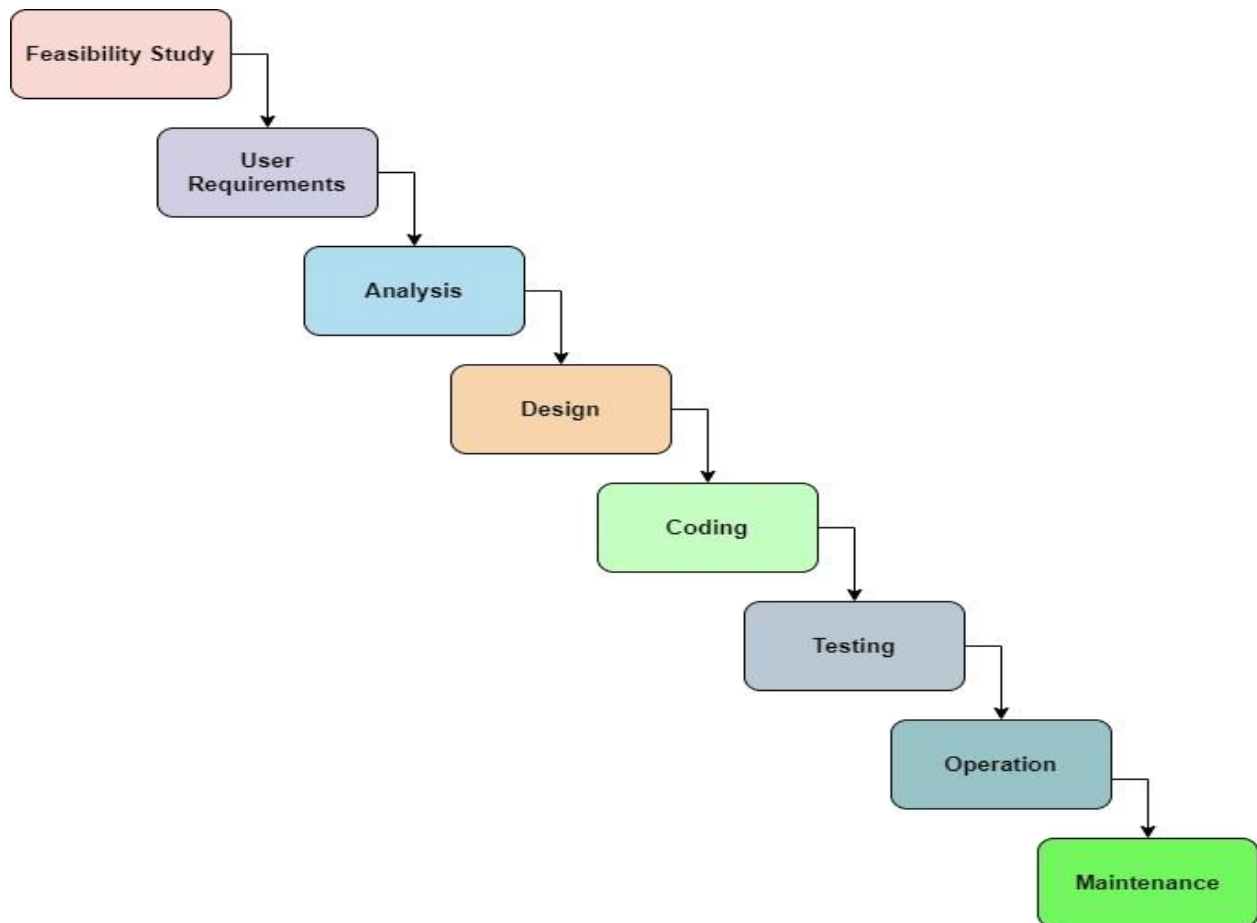 Feasibility Study
User
Requirements
Analysis
Design
Coding
Testing
Operation
Maintenance